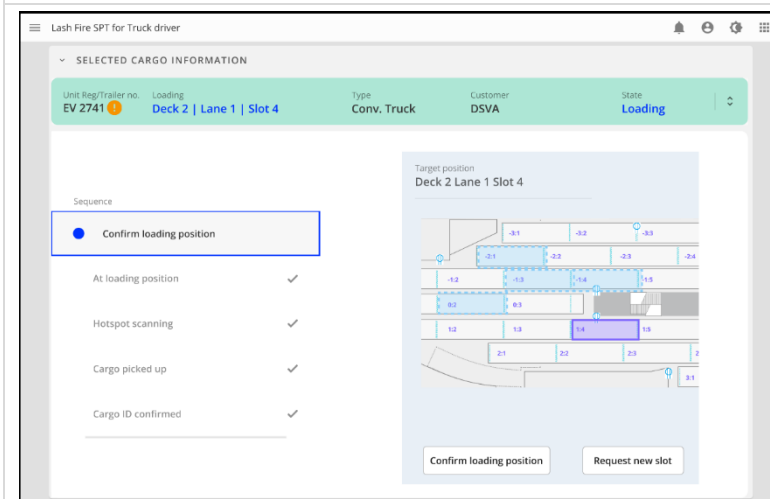 Lash Fire SPT for Truck driver
SELECTED CARGO INFORMATION
Unit Reg/Trailer no. Loading Type Customer State
EV 2741 ! Deck 2 | Lane 1 | Slot 4 Conv. Truck DSVA Loading
Target position
Deck 2 Lane 1 Slot 4
Sequence
Confirm loading position
At loading position
Hotspot scanning
Cargo picked up
Cargo ID confirmed
-3:1 -3:2 -3:3
-2:1 -2:2 -2:3 -2:4
-1:2 -1:3 -1:4 -1:5
0:2 0:3
1:2 1:3 1:4 1:5
2:1 2:2 2:3 2
3:1
Confirm loading position Request new slot